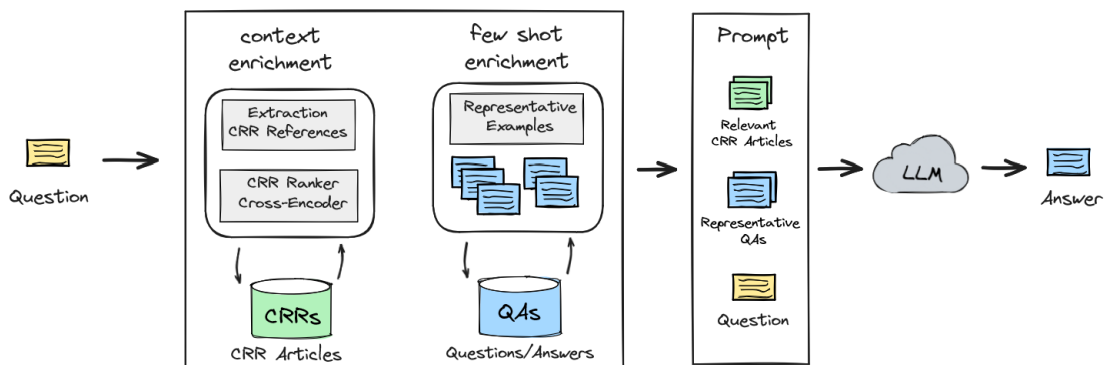 Question
context
enrichment
Extraction
CRR References
CRR Ranker
Cross-Encoder
CRRs
CRR Articles
few shot
enrichment
Representative
Examples
QAs
Questions/Answers
Prompt
Relevant
CRR Articles
Representative
QAs
Question
LLM
Answer